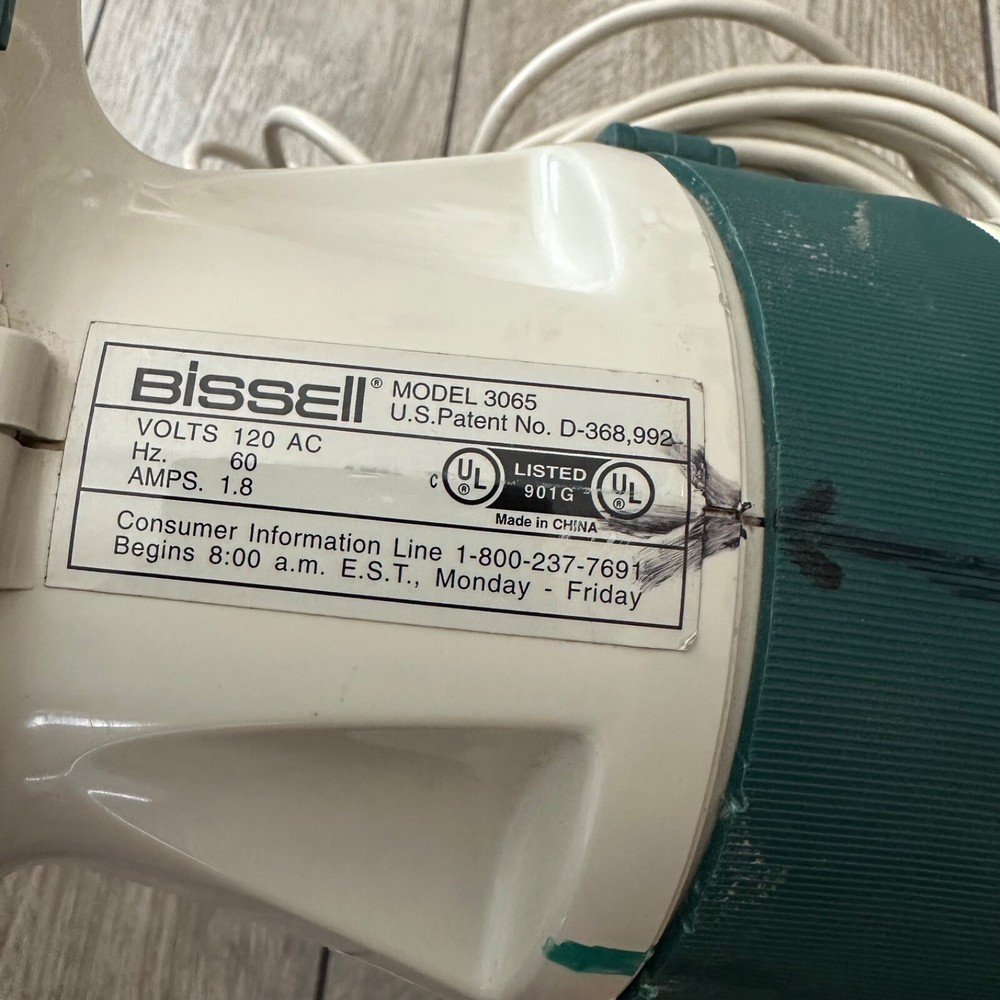 BiSSEll® MODEL 3065
U.S.Patent No. D-368,992
VOLTS 120 AC
Hz. 60
AMPS. 1.8
C UL® LISTED 901G UL®
Made in CHINA
Consumer Information Line 1-800-237-7691
Begins 8:00 a.m. E.S.T., Monday - Friday